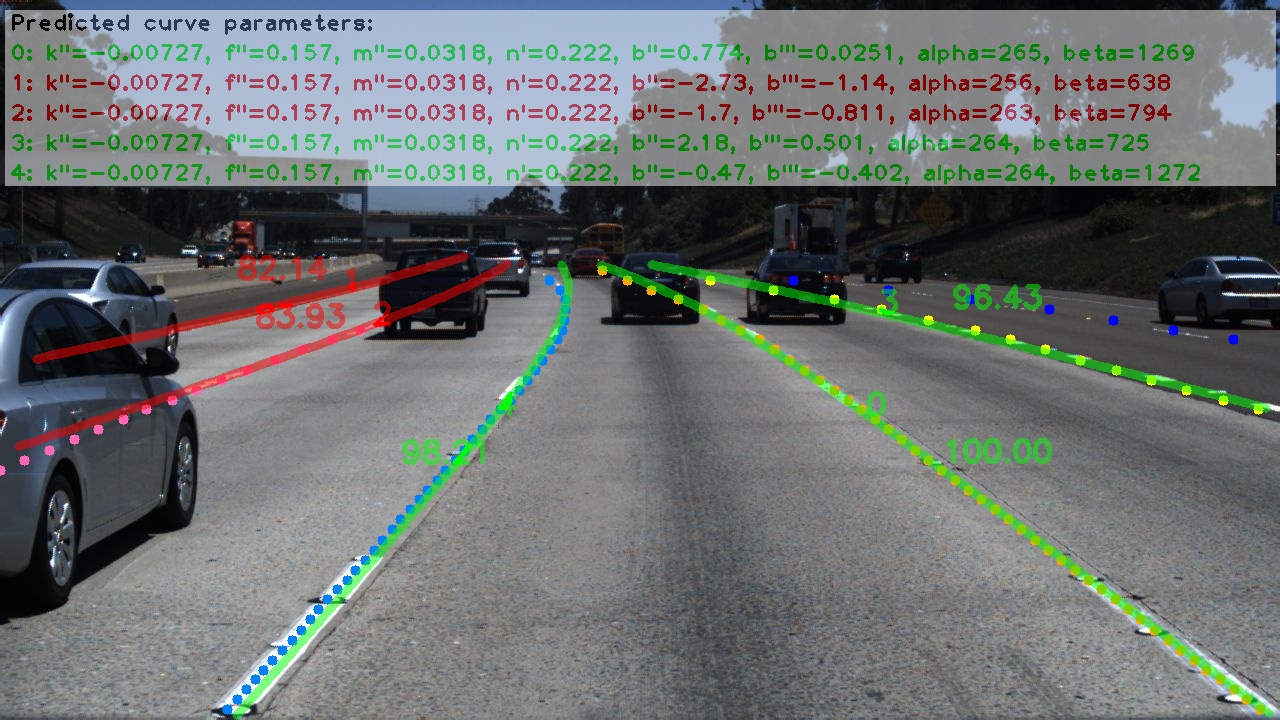 Predicted curve parameters:
0: k''=−0.00727, f''=0.157, m''=0.0318, n'=0.222, b''=0.774, b'''=0.0251, alpha=265, beta=1269
1: k''=−0.00727, f''=0.157, m''=0.0318, n'=0.222, b''=−2.73, b'''=−1.14, alpha=256, beta=638
2: k''=−0.00727, f''=0.157, m''=0.0318, n'=0.222, b''=−1.7, b'''=−0.811, alpha=263, beta=794
3: k''=−0.00727, f''=0.157, m''=0.0318, n'=0.222, b''=2.18, b'''=0.501, alpha=264, beta=725
4: k''=−0.00727, f''=0.157, m''=0.0318, n'=0.222, b''=−0.47, b'''=−0.402, alpha=264, beta=1272
82.14 1
3 96.43
83.93 2
4 0
100.00